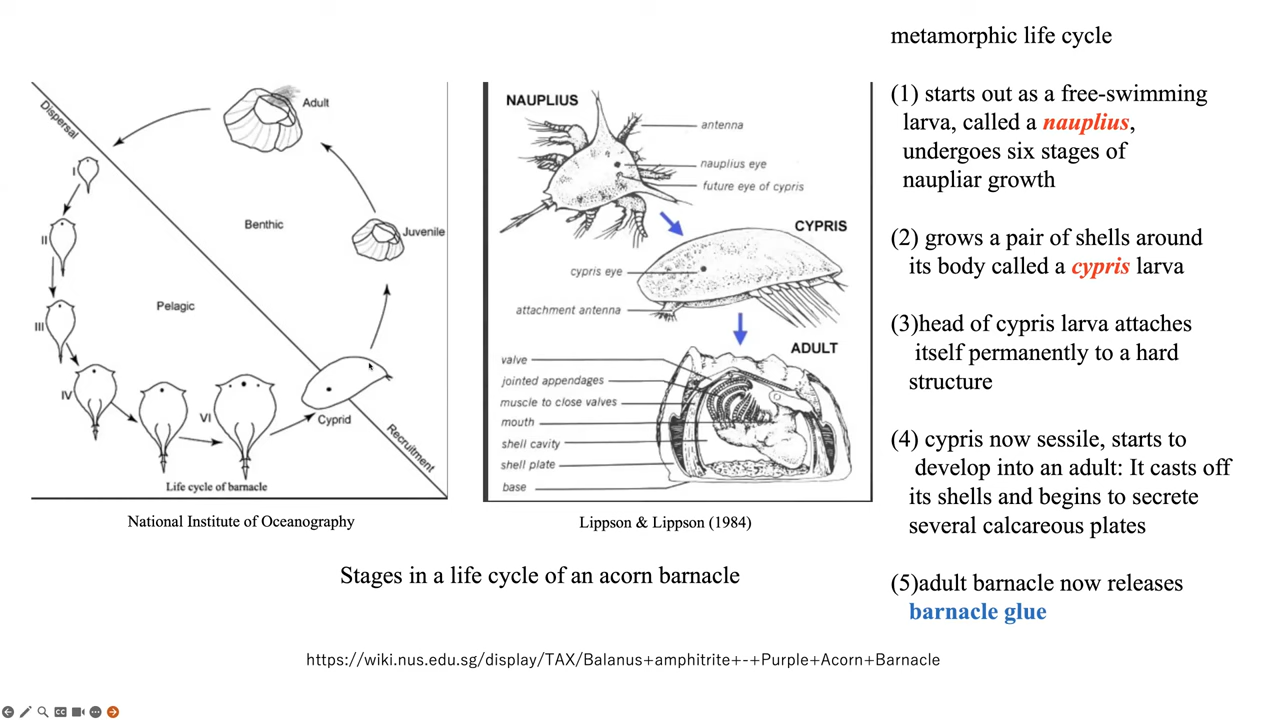 Dispersal
Adult
I
II
Benthic
Juvenile
Pelagic
III
IV
VI
Cyprid
Recruitment
Life cycle of barnacle
National Institute of Oceanography
NAUPLIUS
antenna
nauplius eye
future eye of cypris
CYPRIS
cypris eye
attachment antenna
ADULT
valve
jointed appendages
muscle to close valves
mouth
shell cavity
shell plate
base
Lippson & Lippson (1984)
Stages in a life cycle of an acorn barnacle
metamorphic life cycle
(1) starts out as a free-swimming
larva, called a nauplius,
undergoes six stages of
naupliar growth
(2) grows a pair of shells around
its body called a cypris larva
(3)head of cypris larva attaches
itself permanently to a hard
structure
(4) cypris now sessile, starts to
develop into an adult: It casts off
its shells and begins to secrete
several calcareous plates
(5)adult barnacle now releases
barnacle glue
https://wiki.nus.edu.sg/display/TAX/Balanus+amphitrite+-+Purple+Acorn+Barnacle
CC